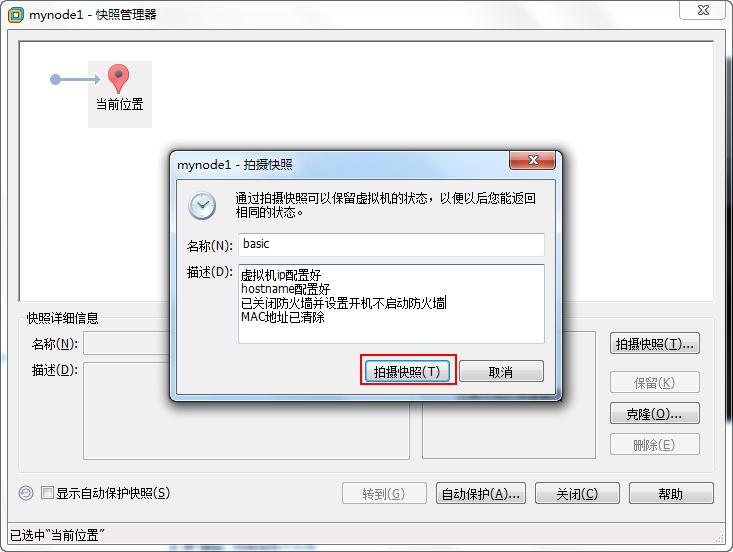 mynode1 - 快照管理器
当前位置
mynode1 - 拍摄快照
通过拍摄快照可以保留虚拟机的状态，以便以后您能返回
相同的状态。
名称(N):
basic
描述(D):
虚拟机ip配置好
hostname配置好
已关闭防火墙并设置开机不启动防火墙
MAC地址已清除
拍摄快照(T)
取消
快照详细信息
名称(N):
描述(D):
拍摄快照(T)...
保留(K)
克隆(O)...
删除(E)
显示自动保护快照(S)
转到(G)
自动保护(A)...
关闭(C)
帮助
已选中"当前位置"